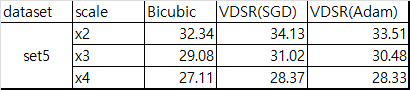 dataset scale Bicubic VDSR(SGD) VDSR(Adam)
set5 x2 32.34 34.13 33.51
x3 29.08 31.02 30.48
x4 27.11 28.37 28.33